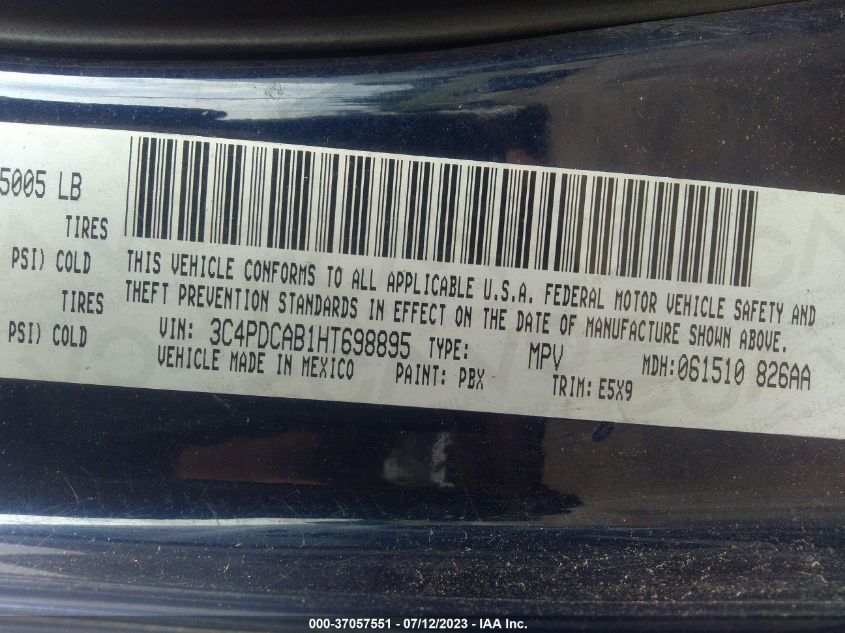 5005 LB
TIRES
PSI) COLD
TIRES
PSI) COLD
THIS VEHICLE CONFORMS TO ALL APPLICABLE U.S.A. FEDERAL MOTOR VEHICLE SAFETY AND
THEFT PREVENTION STANDARDS IN EFFECT ON THE DATE OF MANUFACTURE SHOWN ABOVE.
VIN: 3C4PDCAB1HT698895 TYPE: MPV MDH:061510 826AA
VEHICLE MADE IN MEXICO PAINT: PBX TRIM: E5X9
000-37057551 - 07/12/2023 - IAA Inc.